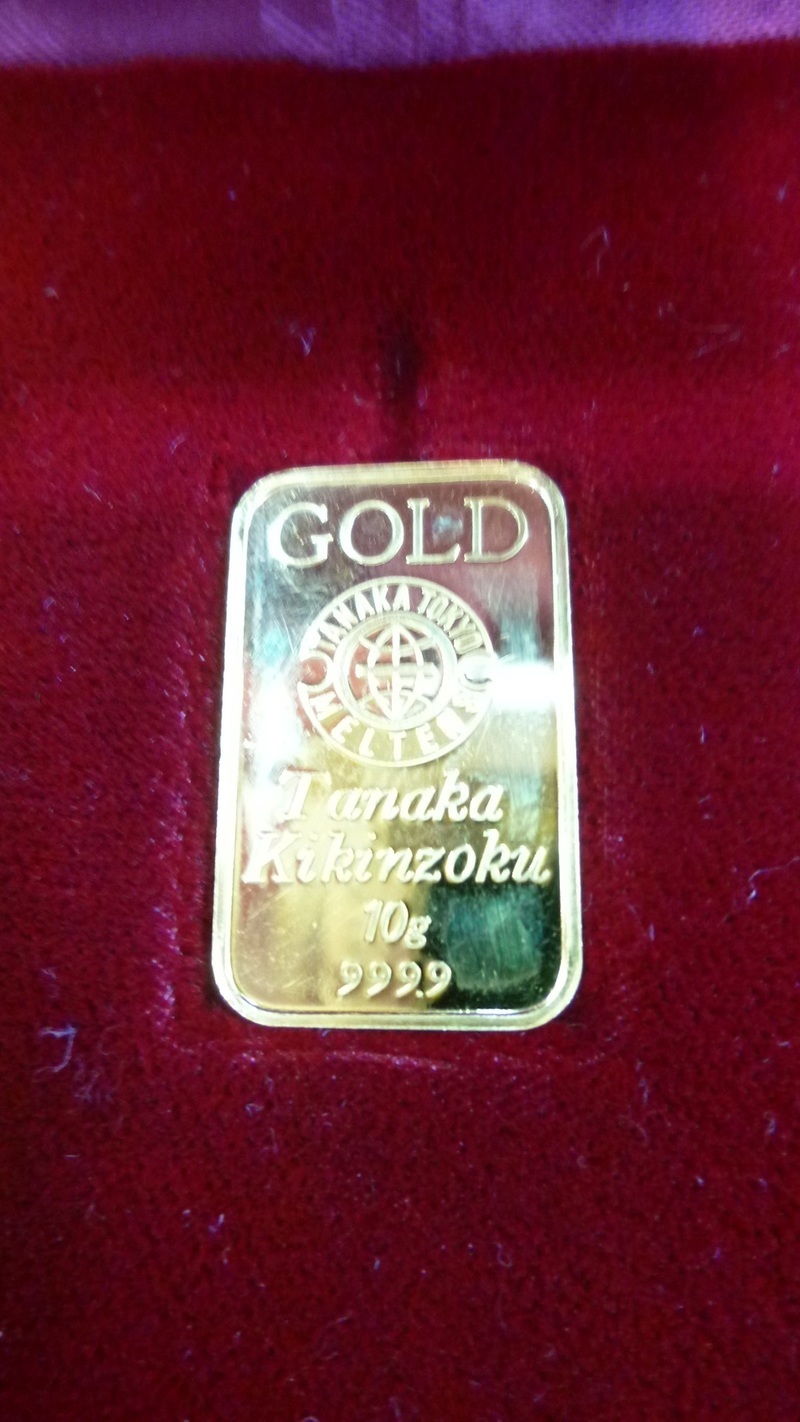 GOLD
TANAKA TOKYO
MELTERS
Tanaka
Kikinzoku
10g
999.9